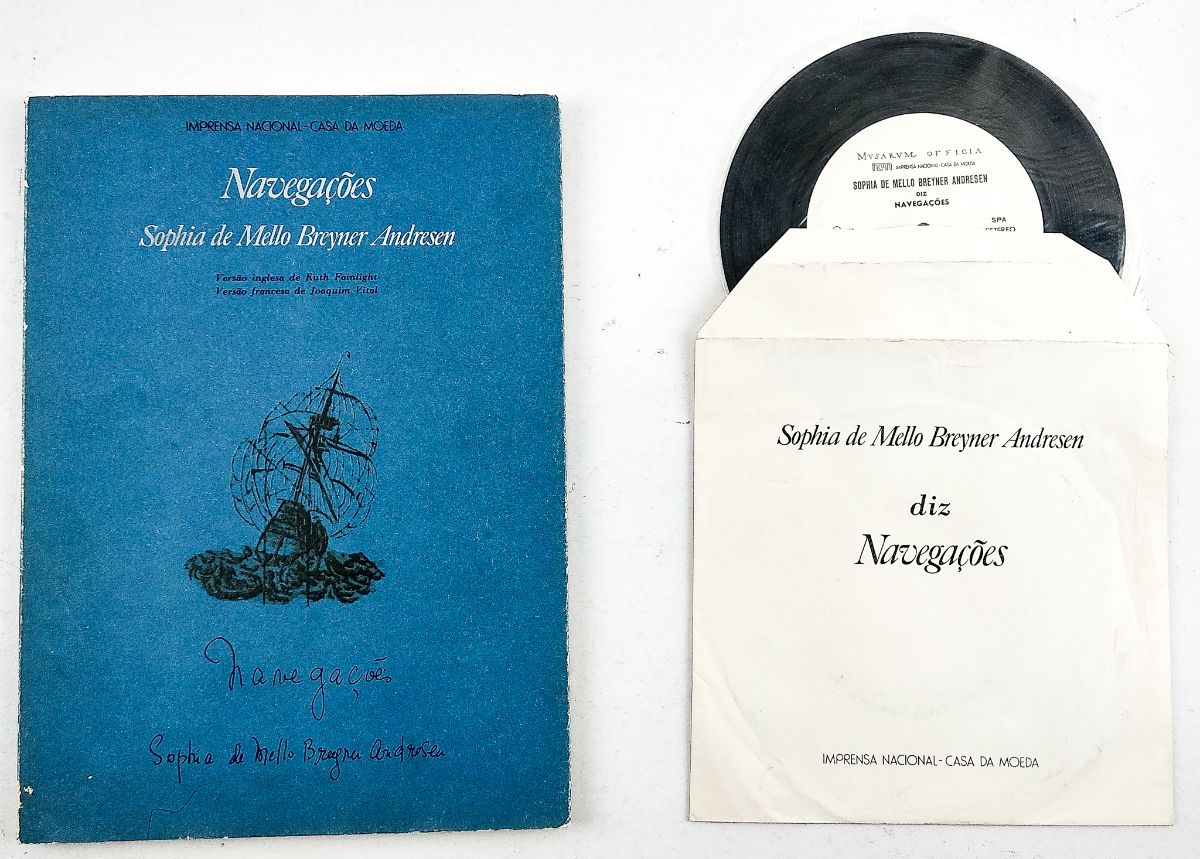 IMPRENSA NACIONAL-CASA DA MOEDA
Navegações
Sophia de Mello Breyner Andresen
Versão inglesa de Ruth Fainlight
Versão francesa de Joaquim Vital
Navegações
Sophia de Mello Breyner Andresen
MVSARVM OFFICIA
IMPRENSA NACIONAL-CASA DA MOEDA
SOPHIA DE MELLO BREYNER ANDRESEN
DIZ
NAVEGAÇÕES
SPA
Sophia de Mello Breyner Andresen
diz
Navegações
IMPRENSA NACIONAL-CASA DA MOEDA